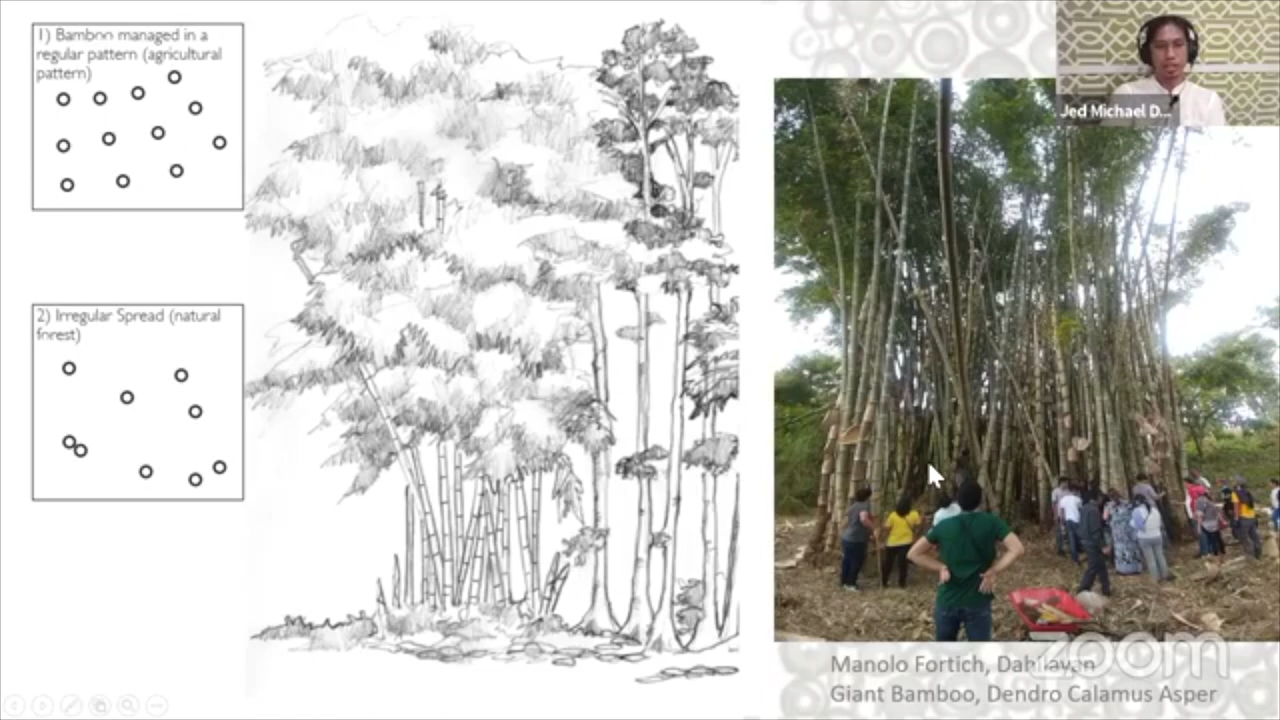 1) Bamboo managed in a
regular pattern (agricultural
pattern)
2) Irregular Spread (natural
forest)
Jed Michael D...
zoom
Manolo Fortich, Dahilayan
Giant Bamboo, Dendro Calamus Asper